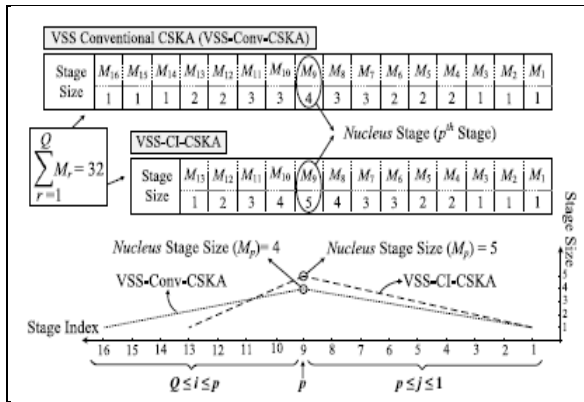 VSS Conventional CSKA (VSS-Conv-CSKA)
Stage Size M16 M15 M14 M13 M12 M11 M10 M9 M8 M7 M6 M5 M4 M3 M2 M1
1 1 1 2 2 3 3 4 3 3 2 2 2 1 1 1
Nucleus Stage (pth Stage)
VSS-CI-CSKA
Q
∑ Mr = 32
r=1
Stage Size M13 M12 M11 M10 M9 M8 M7 M6 M5 M4 M3 M2 M1
1 2 3 4 5 4 3 3 2 2 1 1 1
Nucleus Stage Size (Mp)= 4
Nucleus Stage Size (Mp) = 5
VSS-Conv-CSKA
VSS-CI-CSKA
Stage Size
5
4
3
2
1
Stage Index
16 15 14 13 12 11 10 9 8 7 6 5 4 3 2 1
Q ≤ i ≤ p
p
p ≤ j ≤ 1